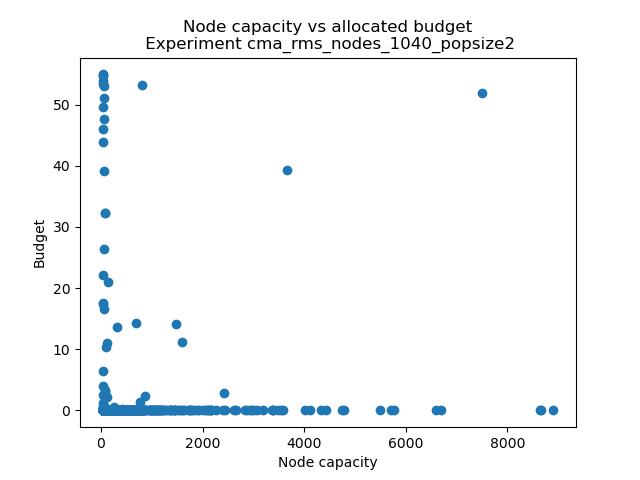 Node capacity vs allocated budget
Experiment cma_rms_nodes_1040_popsize2
Budget
50
40
30
20
10
0
0 2000 4000 6000 8000
Node capacity